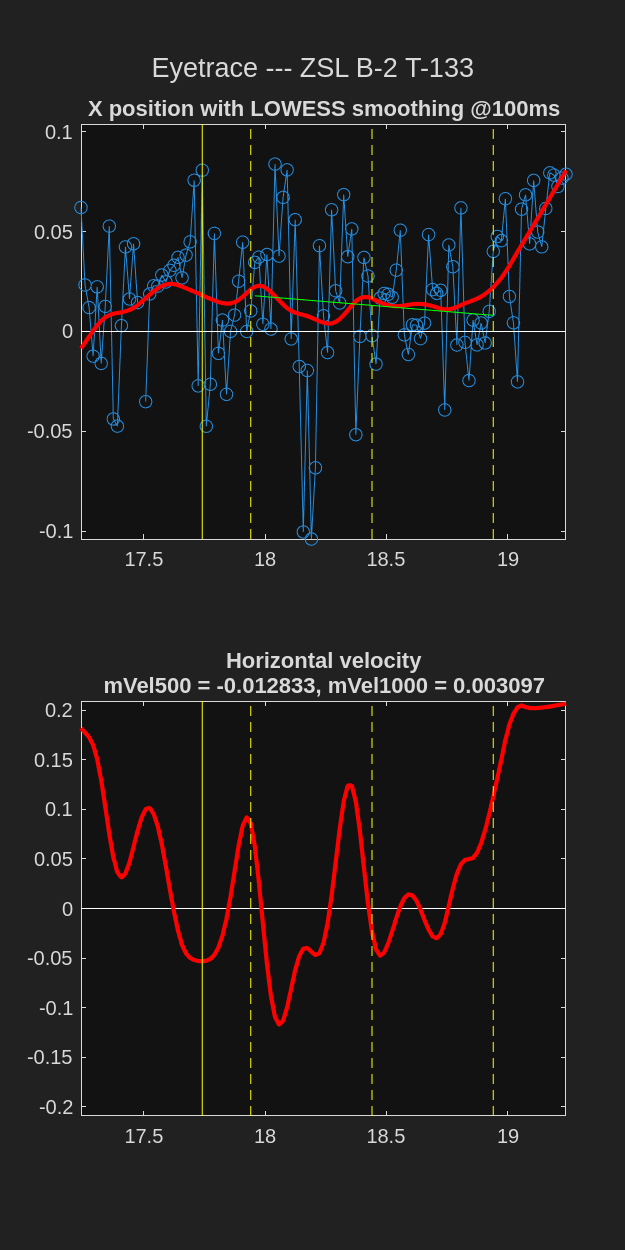 Eyetrace --- ZSL B-2 T-133
X position with LOWESS smoothing @100ms
0.1
0.05
0
-0.05
-0.1
17.5 18 18.5 19
Horizontal velocity
mVel500 = -0.012833, mVel1000 = 0.003097
0.2
0.15
0.1
0.05
0
-0.05
-0.1
-0.15
-0.2
17.5 18 18.5 19